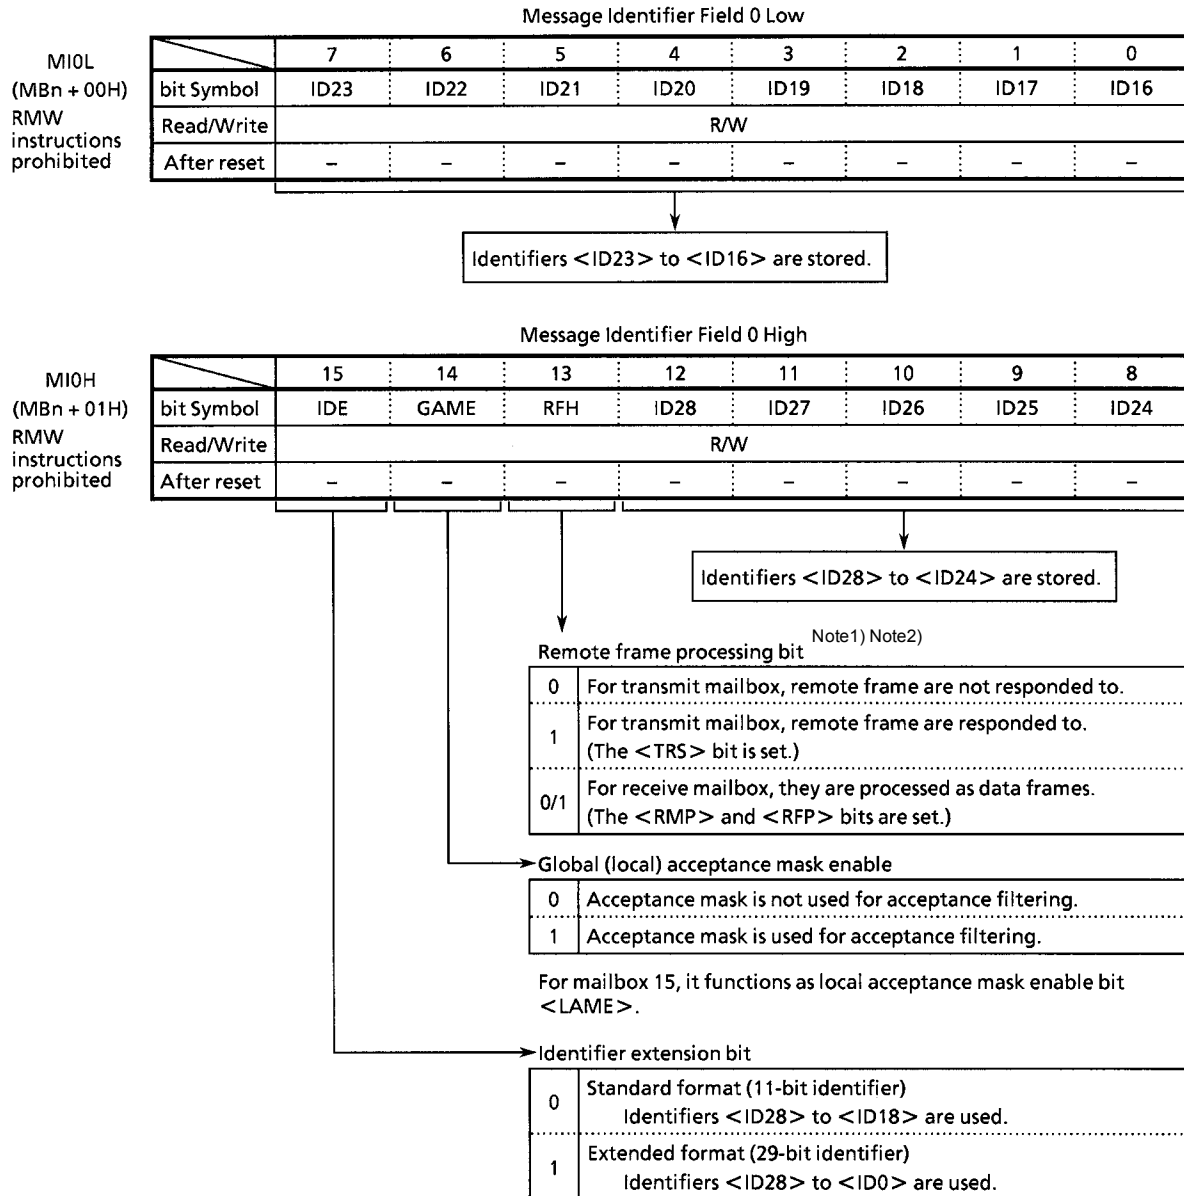 Message Identifier Field 0 Low
MI0L
(MBn + 00H)
RMW
instructions
prohibited
7 6 5 4 3 2 1 0
bit Symbol ID23 ID22 ID21 ID20 ID19 ID18 ID17 ID16
Read/Write R/W
After reset – – – – – – – –
Identifiers <ID23> to <ID16> are stored.
Message Identifier Field 0 High
MI0H
(MBn + 01H)
RMW
instructions
prohibited
15 14 13 12 11 10 9 8
bit Symbol IDE GAME RFH ID28 ID27 ID26 ID25 ID24
Read/Write R/W
After reset – – – – – – – –
Identifiers <ID28> to <ID24> are stored.
Remote frame processing bit Note1) Note2)
0 For transmit mailbox, remote frame are not responded to.
1 For transmit mailbox, remote frame are responded to.
(The <TRS> bit is set.)
0/1 For receive mailbox, they are processed as data frames.
(The <RMP> and <RFP> bits are set.)
Global (local) acceptance mask enable
0 Acceptance mask is not used for acceptance filtering.
1 Acceptance mask is used for acceptance filtering.
For mailbox 15, it functions as local acceptance mask enable bit
<LAME>.
Identifier extension bit
0 Standard format (11-bit identifier)
Identifiers <ID28> to <ID18> are used.
1 Extended format (29-bit identifier)
Identifiers <ID28> to <ID0> are used.